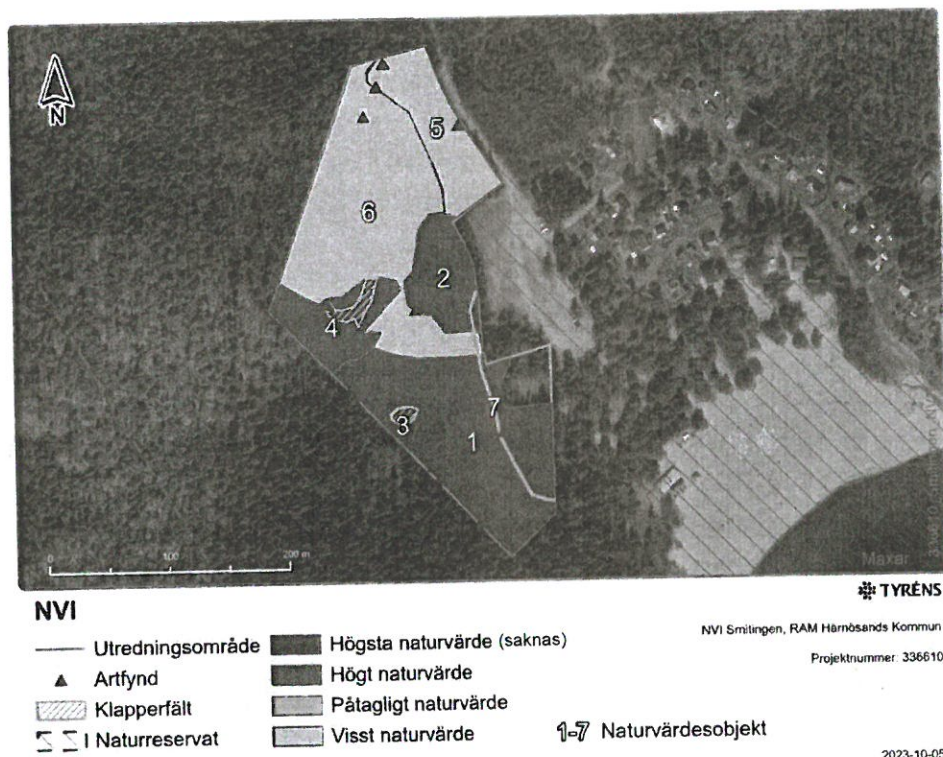 N
5
6
2
4
7
3
1
0 100 200 m
Maxar
TYRÉNS
NVI
Utredningsområde
Artfynd
Klapperfält
Naturreservat
Högsta naturvärde (saknas)
Högt naturvärde
Påtagligt naturvärde
Visst naturvärde
1-7 Naturvärdesobjekt
NVI Smitingen, RAM Härnösands Kommun
Projektnummer: 336610
2023-10-05